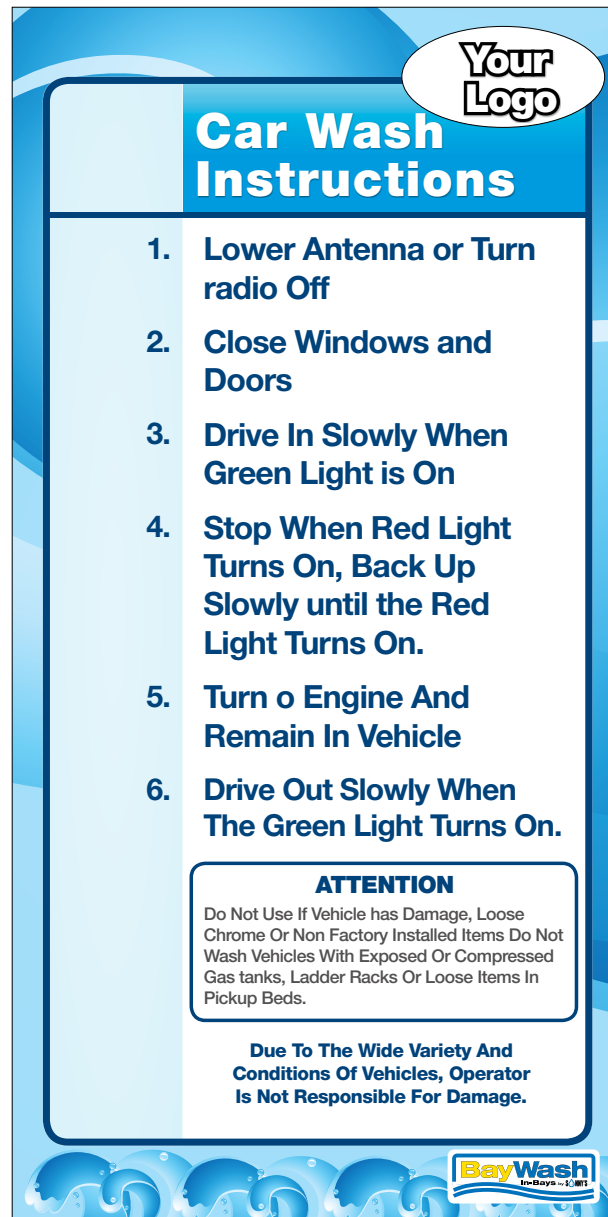 Your
Logo
Car Wash
Instructions
1. Lower Antenna or Turn
radio Off
2. Close Windows and
Doors
3. Drive In Slowly When
Green Light is On
4. Stop When Red Light
Turns On, Back Up
Slowly until the Red
Light Turns On.
5. Turn o Engine And
Remain In Vehicle
6. Drive Out Slowly When
The Green Light Turns On.
ATTENTION
Do Not Use If Vehicle has Damage, Loose
Chrome Or Non Factory Installed Items Do Not
Wash Vehicles With Exposed Or Compressed
Gas tanks, Ladder Racks Or Loose Items In
Pickup Beds.
Due To The Wide Variety And
Conditions Of Vehicles, Operator
Is Not Responsible For Damage.
BayWash
In-Bays by SONNY'S